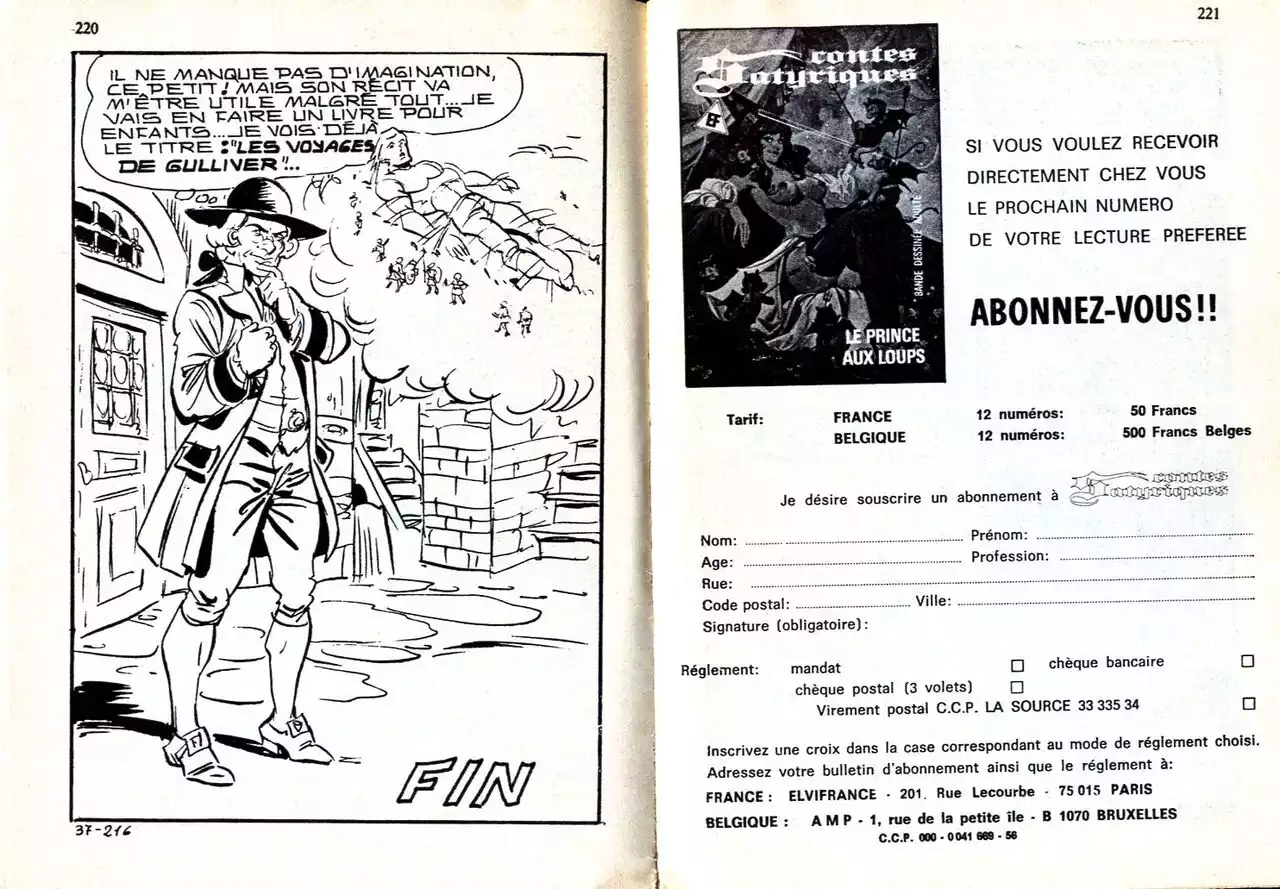 220
IL NE MANQUE PAS D'IMAGINATION,
CE PETIT! MAIS SON RÉCIT VA
M'ÊTRE UTILE MALGRÉ TOUT...JE
VAIS EN FAIRE UN LIVRE POUR
ENFANTS...JE VOIS DÉJÀ
LE TITRE :"LES VOYAGES
DE GULLIVER"...
FIN
37-216
221
contes
Satyriques
EF
BANDE DESSINÉE
LE PRINCE
AUX LOUPS
SI VOUS VOULEZ RECEVOIR
DIRECTEMENT CHEZ VOUS
LE PROCHAIN NUMERO
DE VOTRE LECTURE PREFEREE
ABONNEZ-VOUS!!
Tarif: FRANCE 12 numéros: 50 Francs
BELGIQUE 12 numéros: 500 Francs Belges
Je désire souscrire un abonnement à contes Satyriques
Nom: Prénom:
Age: Profession:
Rue:
Code postal: Ville:
Signature (obligatoire):
Réglement: mandat chèque bancaire
chèque postal (3 volets)
Virement postal C.C.P. LA SOURCE 33 335 34
Inscrivez une croix dans la case correspondant au mode de réglement choisi.
Adressez votre bulletin d'abonnement ainsi que le réglement à:
FRANCE : ELVIFRANCE - 201. Rue Lecourbe - 75 015 PARIS
BELGIQUE : A M P - 1, rue de la petite île - B 1070 BRUXELLES
C.C.P. 000 - 0041 669 - 56